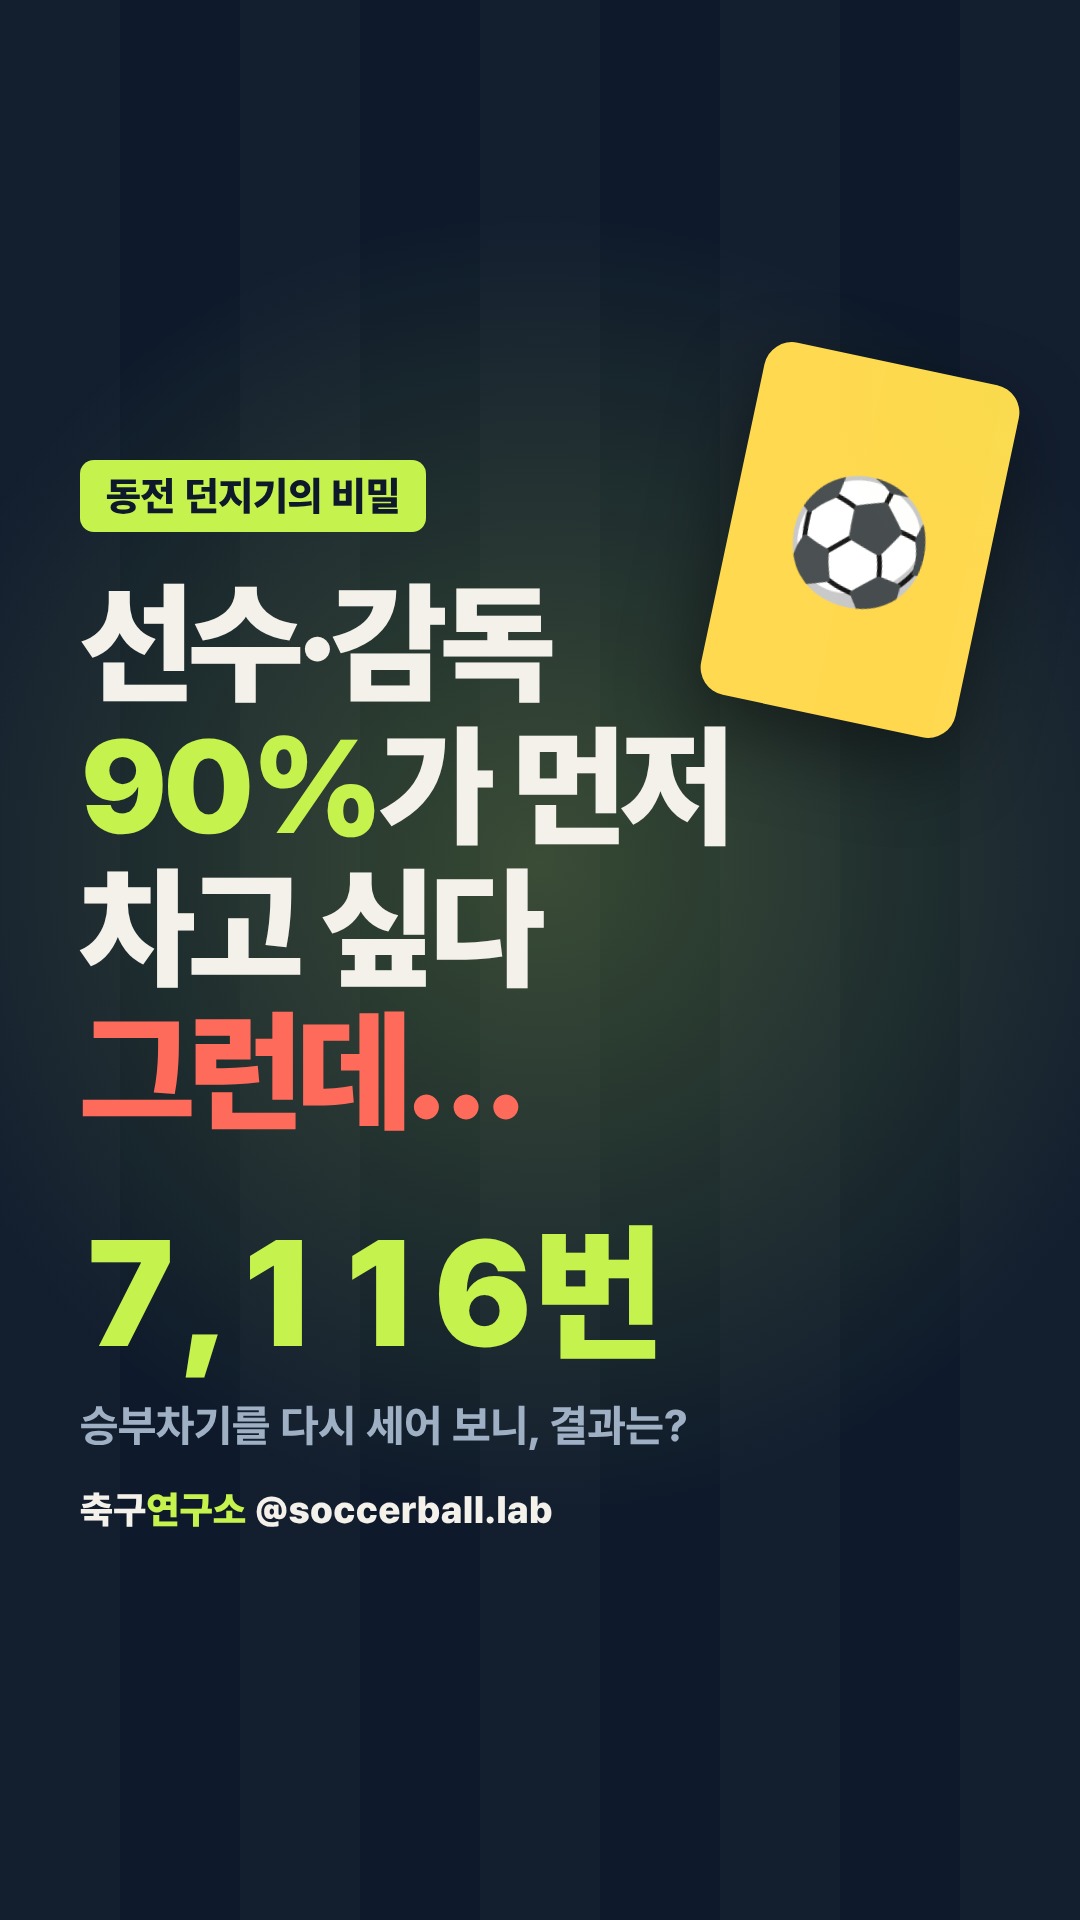 동전 던지기의 비밀
선수·감독
90%가 먼저
차고 싶다
그런데...
7,116번
승부차기를 다시 세어 보니, 결과는?
축구연구소 @soccerball.lab